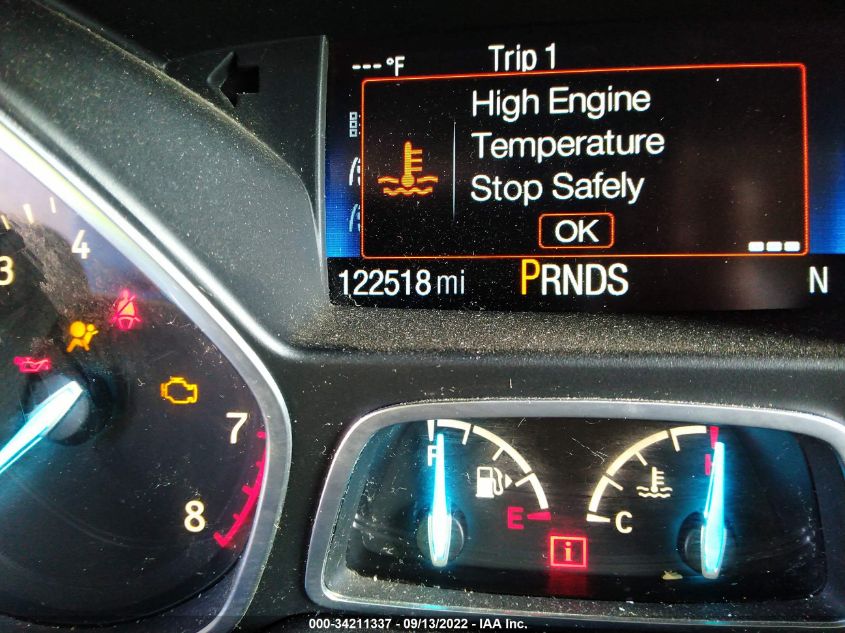 ---°F Trip 1
High Engine
Temperature
Stop Safely
OK
122518 mi PRNDS N
3 4
7
8
F H
E C
i
000-34211337 - 09/13/2022 - IAA Inc.